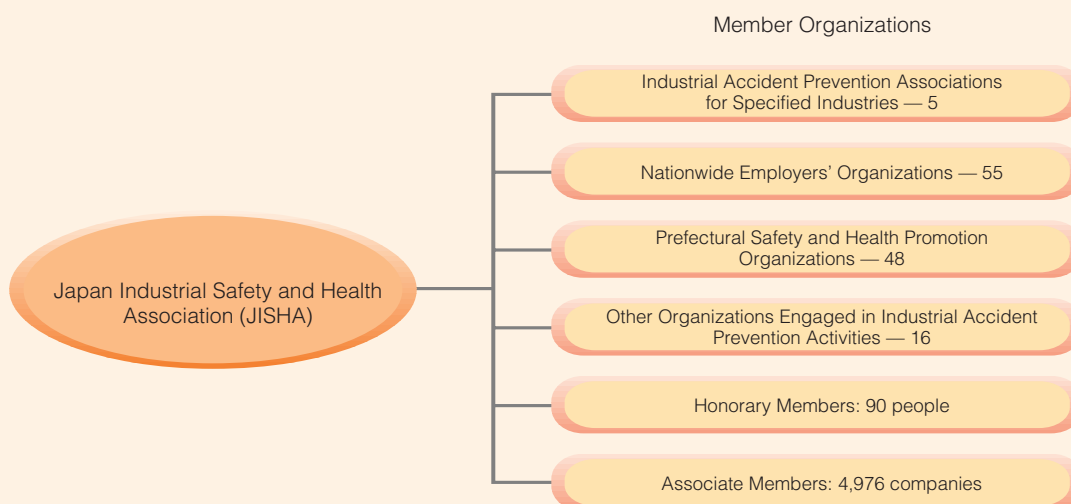 Member Organizations
Industrial Accident Prevention Associations
for Specified Industries — 5
Nationwide Employers’ Organizations — 55
Prefectural Safety and Health Promotion
Organizations — 48
Japan Industrial Safety and Health
Association (JISHA)
Other Organizations Engaged in Industrial Accident
Prevention Activities — 16
Honorary Members: 90 people
Associate Members: 4,976 companies